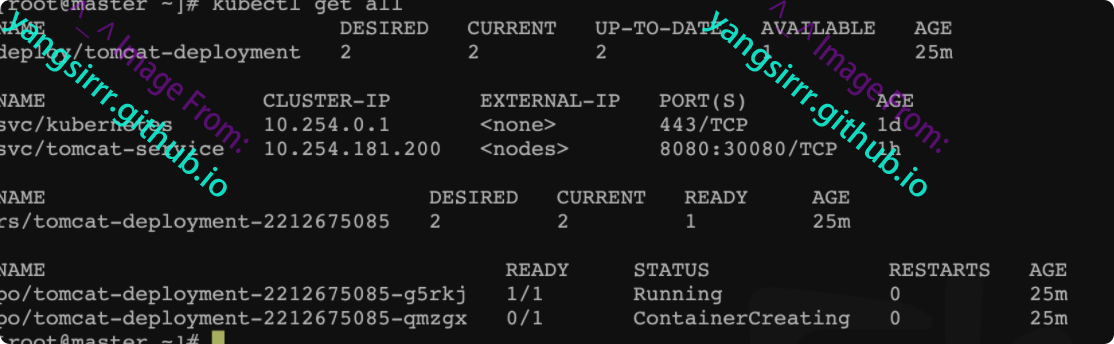 [root@master ~]# kubectl get all
NAME DESIRED CURRENT UP-TO-DATE AVAILABLE AGE
deploy/tomcat-deployment 2 2 2 1 25m
NAME CLUSTER-IP EXTERNAL-IP PORT(S) AGE
svc/kubernetes 10.254.0.1 <none> 443/TCP 1d
svc/tomcat-service 10.254.181.200 <nodes> 8080:30080/TCP 1h
NAME DESIRED CURRENT READY AGE
rs/tomcat-deployment-2212675085 2 2 1 25m
NAME READY STATUS RESTARTS AGE
po/tomcat-deployment-2212675085-g5rkj 1/1 Running 0 25m
po/tomcat-deployment-2212675085-qmzgx 0/1 ContainerCreating 0 25m
[root@master ~]#
^_^ Image From:
yangsirrr.github.io
^_^ Image From:
yangsirrr.github.io